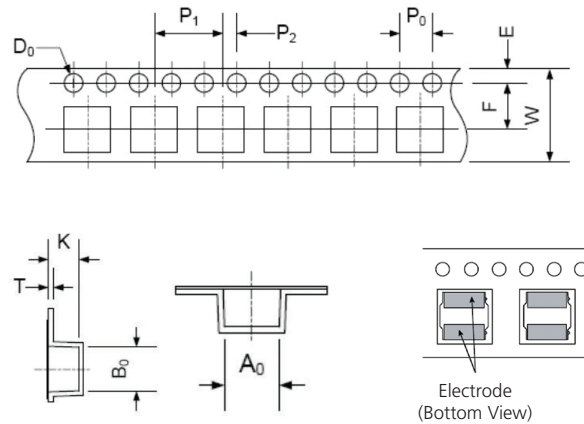 P₁
P₂
P₀
D₀
E
F
W
K
T
B₀
A₀
Electrode
(Bottom View)